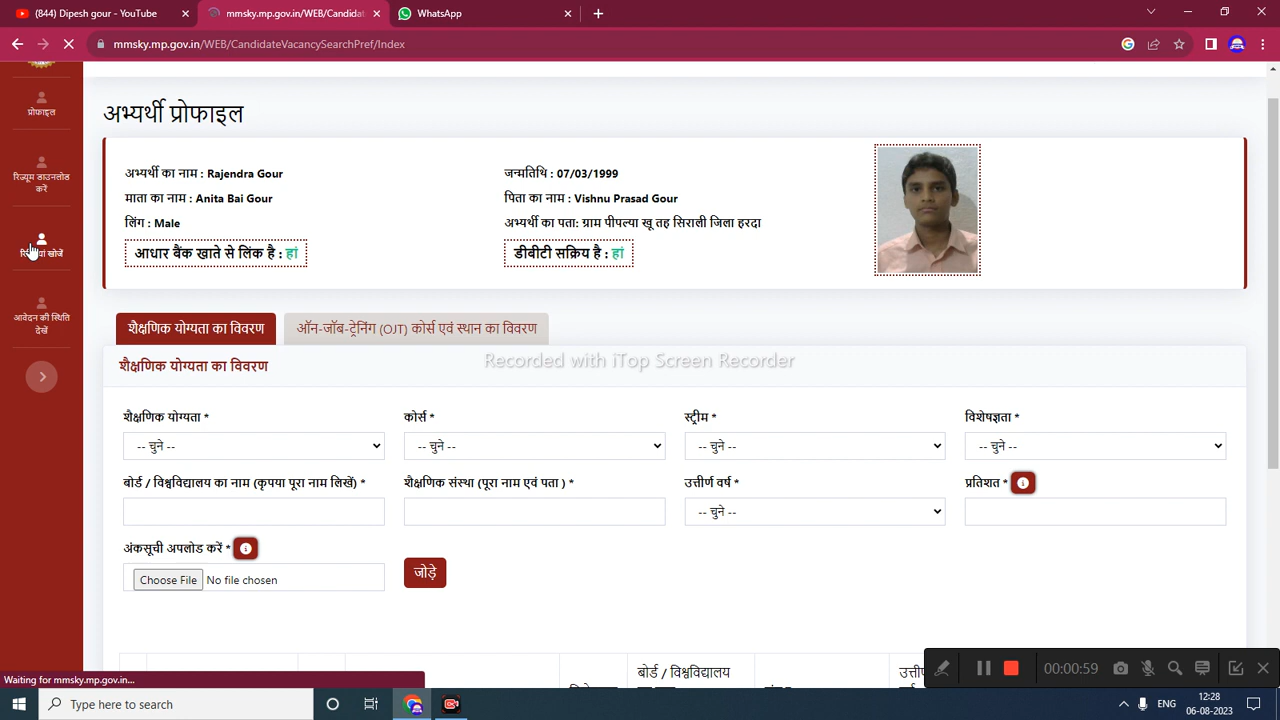 (844) Dipesh gour - YouTube
mmsky.mp.gov.in/WEB/Candidat
WhatsApp
mmsky.mp.gov.in/WEB/CandidateVacancySearchPref/Index
प्रोफाइल
रिज्यूम डाउनलोड
करें
खोजें
आवेदन की स्थिति
देखें
अभ्यर्थी प्रोफाइल
अभ्यर्थी का नाम : Rajendra Gour
जन्मतिथि : 07/03/1999
माता का नाम : Anita Bai Gour
पिता का नाम : Vishnu Prasad Gour
लिंग : Male
अभ्यर्थी का पता: ग्राम पीपल्या खू तह सिराली जिला हरदा
आधार बैंक खाते से लिंक है : हां
डीबीटी सक्रिय है : हां
शैक्षणिक योग्यता का विवरण
ऑन-जॉब-ट्रेनिंग (OJT) कोर्स एवं स्थान का विवरण
Recorded with iTop Screen Recorder
शैक्षणिक योग्यता का विवरण
शैक्षणिक योग्यता *
कोर्स *
स्ट्रीम *
विशेषज्ञता *
-- चुने --
-- चुने --
-- चुने --
-- चुने --
बोर्ड / विश्वविद्यालय का नाम (कृपया पूरा नाम लिखें) *
शैक्षणिक संस्था (पूरा नाम एवं पता ) *
उत्तीर्ण वर्ष *
प्रतिशत *
-- चुने --
अंकसूची अपलोड करें *
Choose File No file chosen
जोड़े
बोर्ड / विश्वविद्यालय
Waiting for mmsky.mp.gov.in...
00:00:59
Type here to search
ENG
12:28
06-08-2023